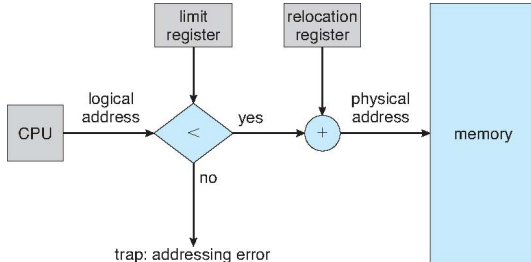 limit
register
relocation
register
logical
address
physical
address
CPU
<
yes
+
memory
no
trap: addressing error